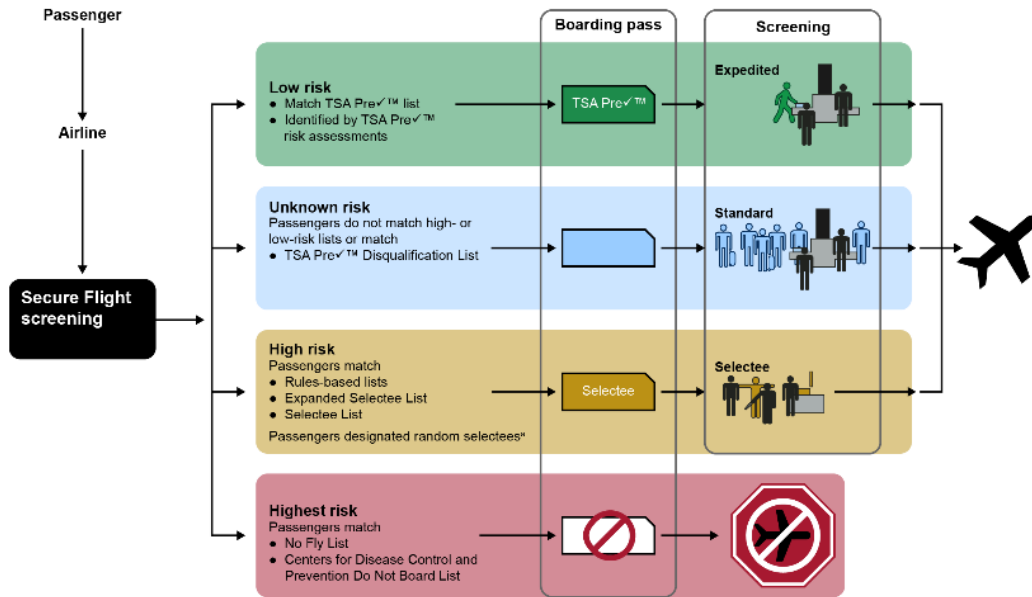 Passenger
Airline
Secure Flight
screening
Boarding pass
Screening
Low risk
● Match TSA Pre✓™ list
● Identified by TSA Pre✓™
risk assessments
TSA Pre✓™
Expedited
Unknown risk
Passengers do not match high- or
low-risk lists or match
● TSA Pre✓™ Disqualification List
Standard
High risk
Passengers match
● Rules-based lists
● Expanded Selectee List
● Selectee List
Passengers designated random selecteesᵃ
Selectee
Selectee
Highest risk
Passengers match
● No Fly List
● Centers for Disease Control and
Prevention Do Not Board List